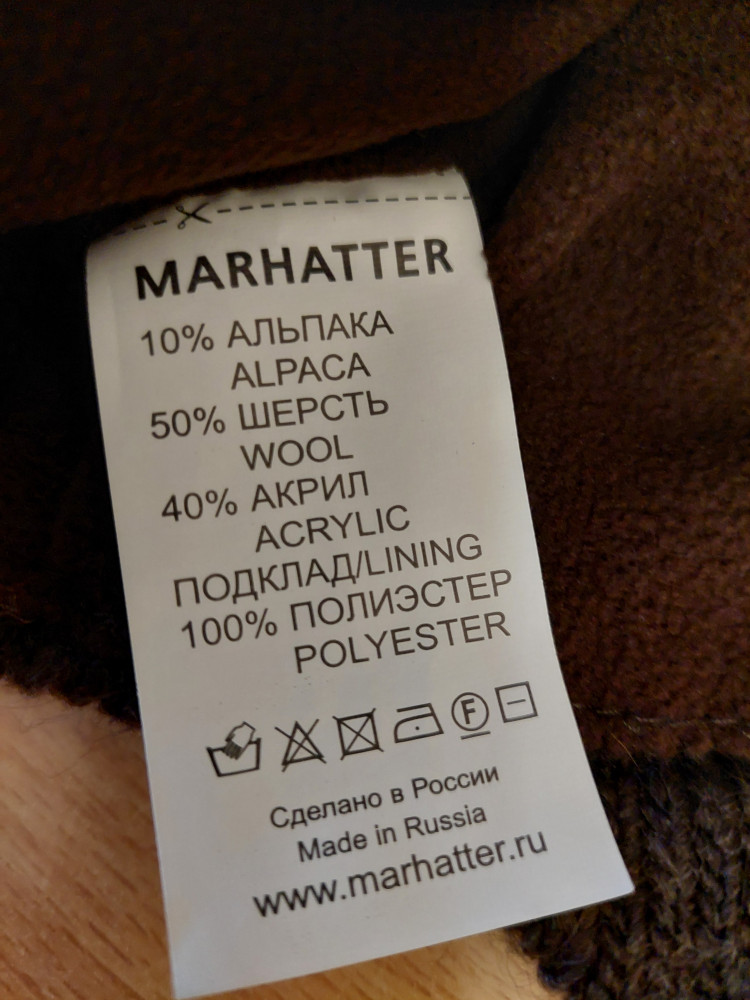 MARHATTER
10% АЛЬПАКА
ALPACA
50% ШЕРСТЬ
WOOL
40% АКРИЛ
ACRYLIC
ПОДКЛАД/LINING
100% ПОЛИЭСТЕР
POLYESTER
F
Сделано в России
Made in Russia
www.marhatter.ru